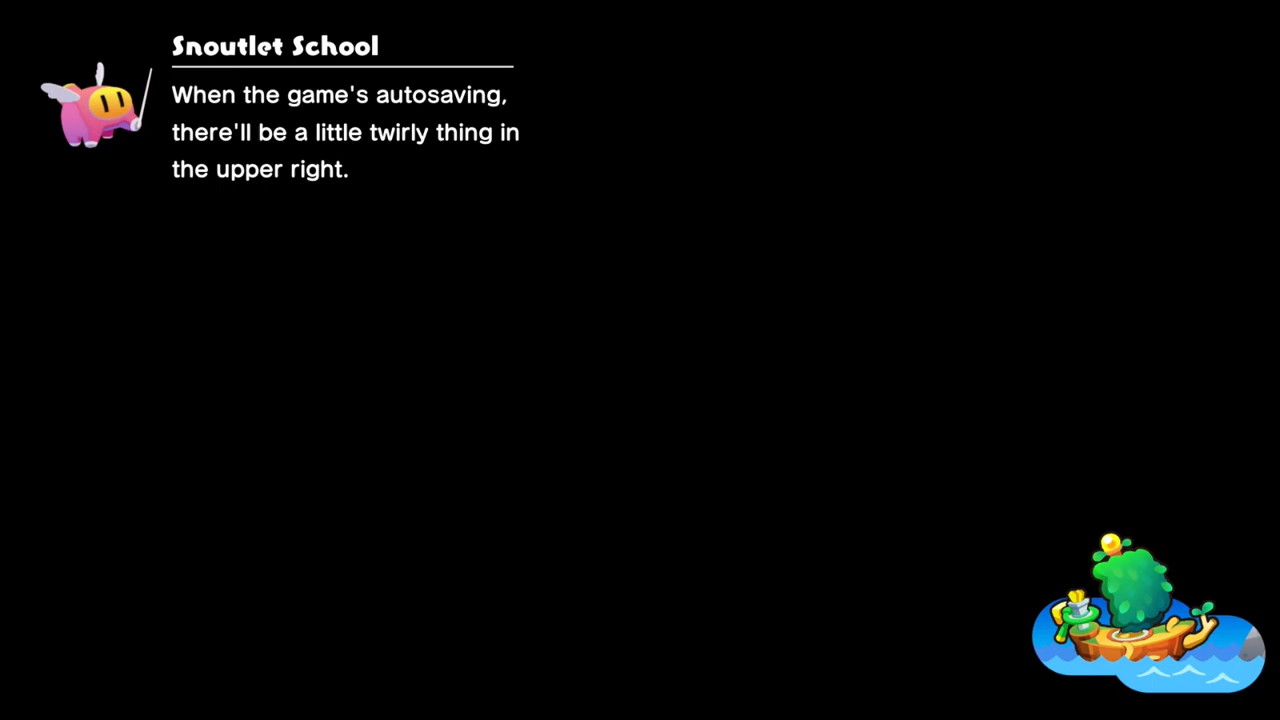 Snoutlet School
When the game's autosaving,
there'll be a little twirly thing in
the upper right.